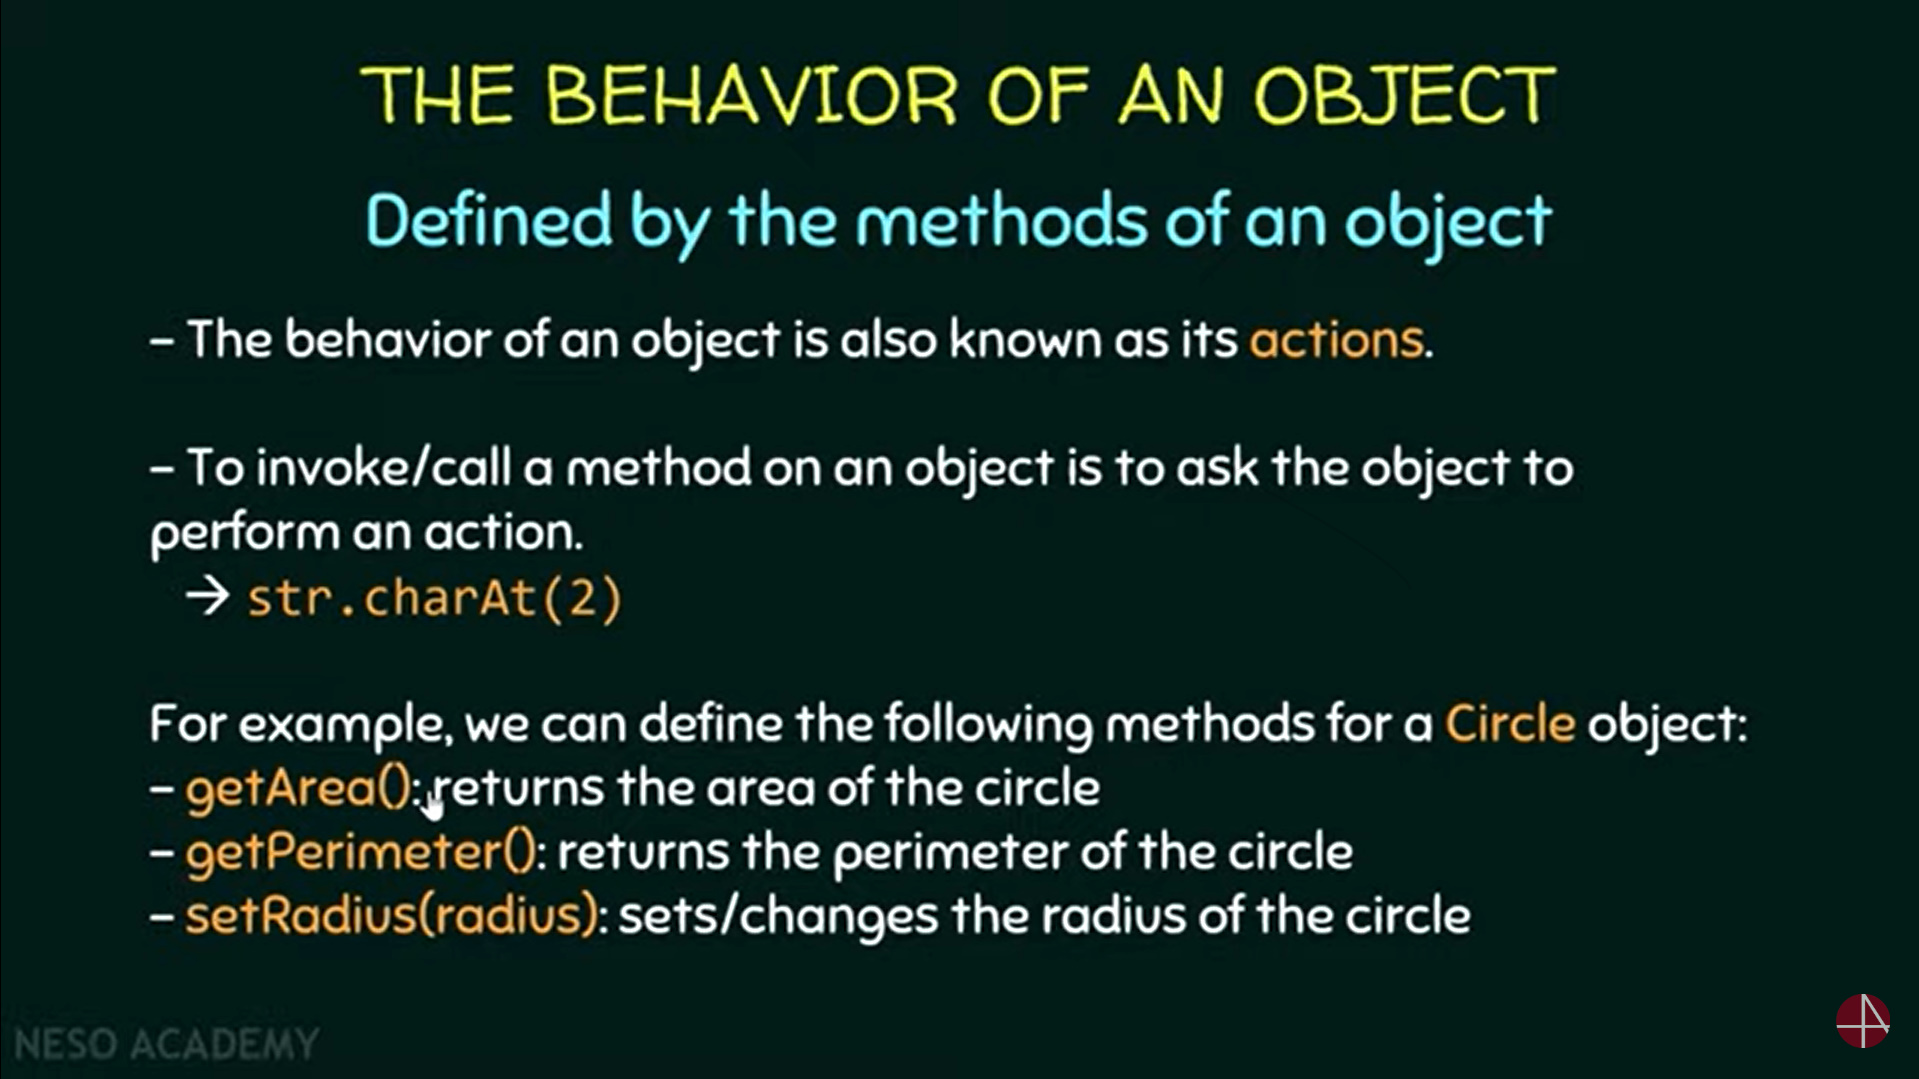 THE BEHAVIOR OF AN OBJECT
Defined by the methods of an object
– The behavior of an object is also known as its actions.
– To invoke/call a method on an object is to ask the object to
perform an action.
→ str.charAt(2)
For example, we can define the following methods for a Circle object:
– getArea(): returns the area of the circle
– getPerimeter(): returns the perimeter of the circle
– setRadius(radius): sets/changes the radius of the circle
NESO ACADEMY